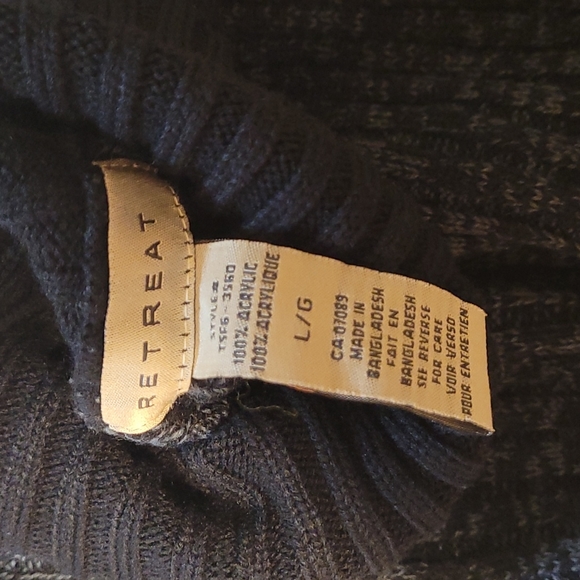 RETREAT
STYLE#
TSF6-3560
100% ACRYLIC
100% ACRYLIQUE
L/G
CA-07089
MADE IN
BANGLADESH
FAIT EN
BANGLADESH
SEE REVERSE
FOR CARE
VOIR VERSO
POUR ENTRETIEN